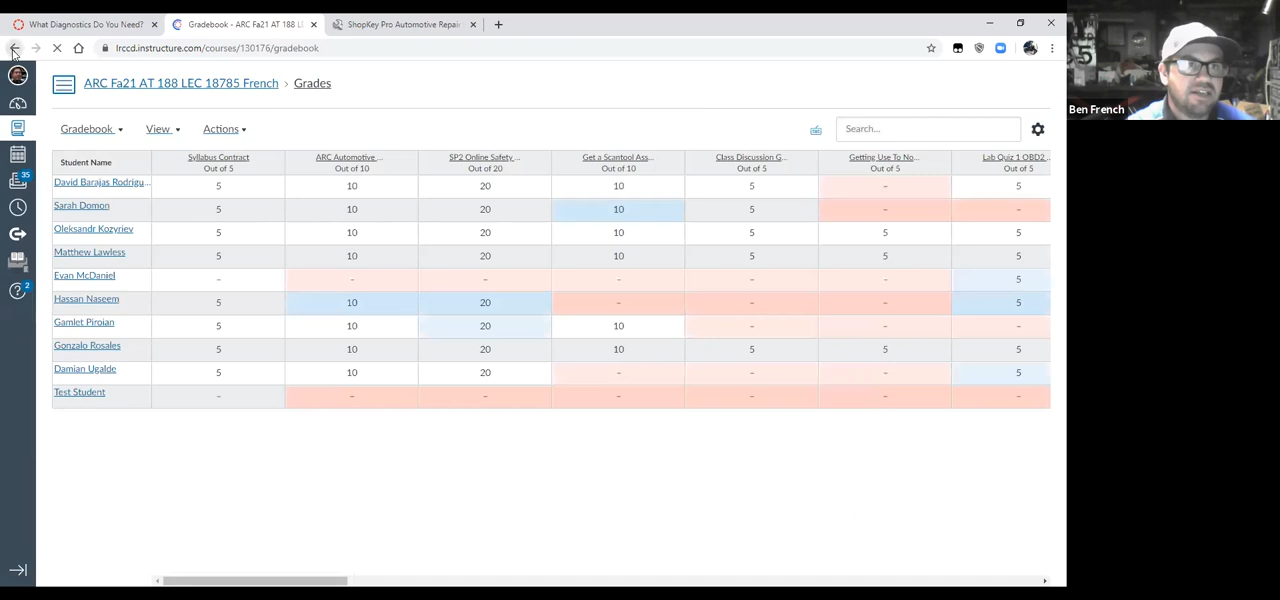 What Diagnostics Do You Need?
Gradebook - ARC Fa21 AT 188 LE
ShopKey Pro Automotive Repair
lrccd.instructure.com/courses/130176/gradebook
Ben French
ARC Fa21 AT 188 LEC 18785 French › Grades
Gradebook View Actions Search...
Student Name Syllabus Contract ARC Automotive ... SP2 Online Safety ... Get a Scantool Ass... Class Discussion G... Getting Use To No... Lab Quiz 1 OBD2 ..
Out of 5 Out of 10 Out of 20 Out of 10 Out of 5 Out of 5 Out of 5
David Barajas Rodrigu... 5 10 20 10 5 – 5
Sarah Domon 5 10 20 10 5 – –
Oleksandr Kozyriev 5 10 20 10 5 5 5
Matthew Lawless 5 10 20 10 5 5 5
Evan McDaniel – – – – – – 5
Hassan Naseem 5 10 20 – – – 5
Gamlet Piroian 5 10 20 10 – – –
Gonzalo Rosales 5 10 20 10 5 5 5
Damian Ugalde 5 10 20 – – – 5
Test Student – – – – – – –
35
2